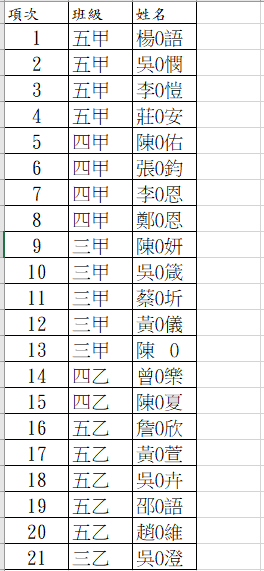 項次 班級 姓名
1 五甲 楊0語
2 五甲 吳0憫
3 五甲 李0愷
4 五甲 莊0安
5 四甲 陳0佑
6 四甲 張0鈞
7 四甲 李0恩
8 四甲 鄭0恩
9 三甲 陳0妍
10 三甲 吳0箴
11 三甲 蔡0圻
12 三甲 黃0儀
13 三甲 陳 0
14 四乙 曾0樂
15 四乙 陳0夏
16 五乙 詹0欣
17 五乙 黃0萱
18 五乙 吳0卉
19 五乙 邵0語
20 五乙 趙0維
21 三乙 吳0澄